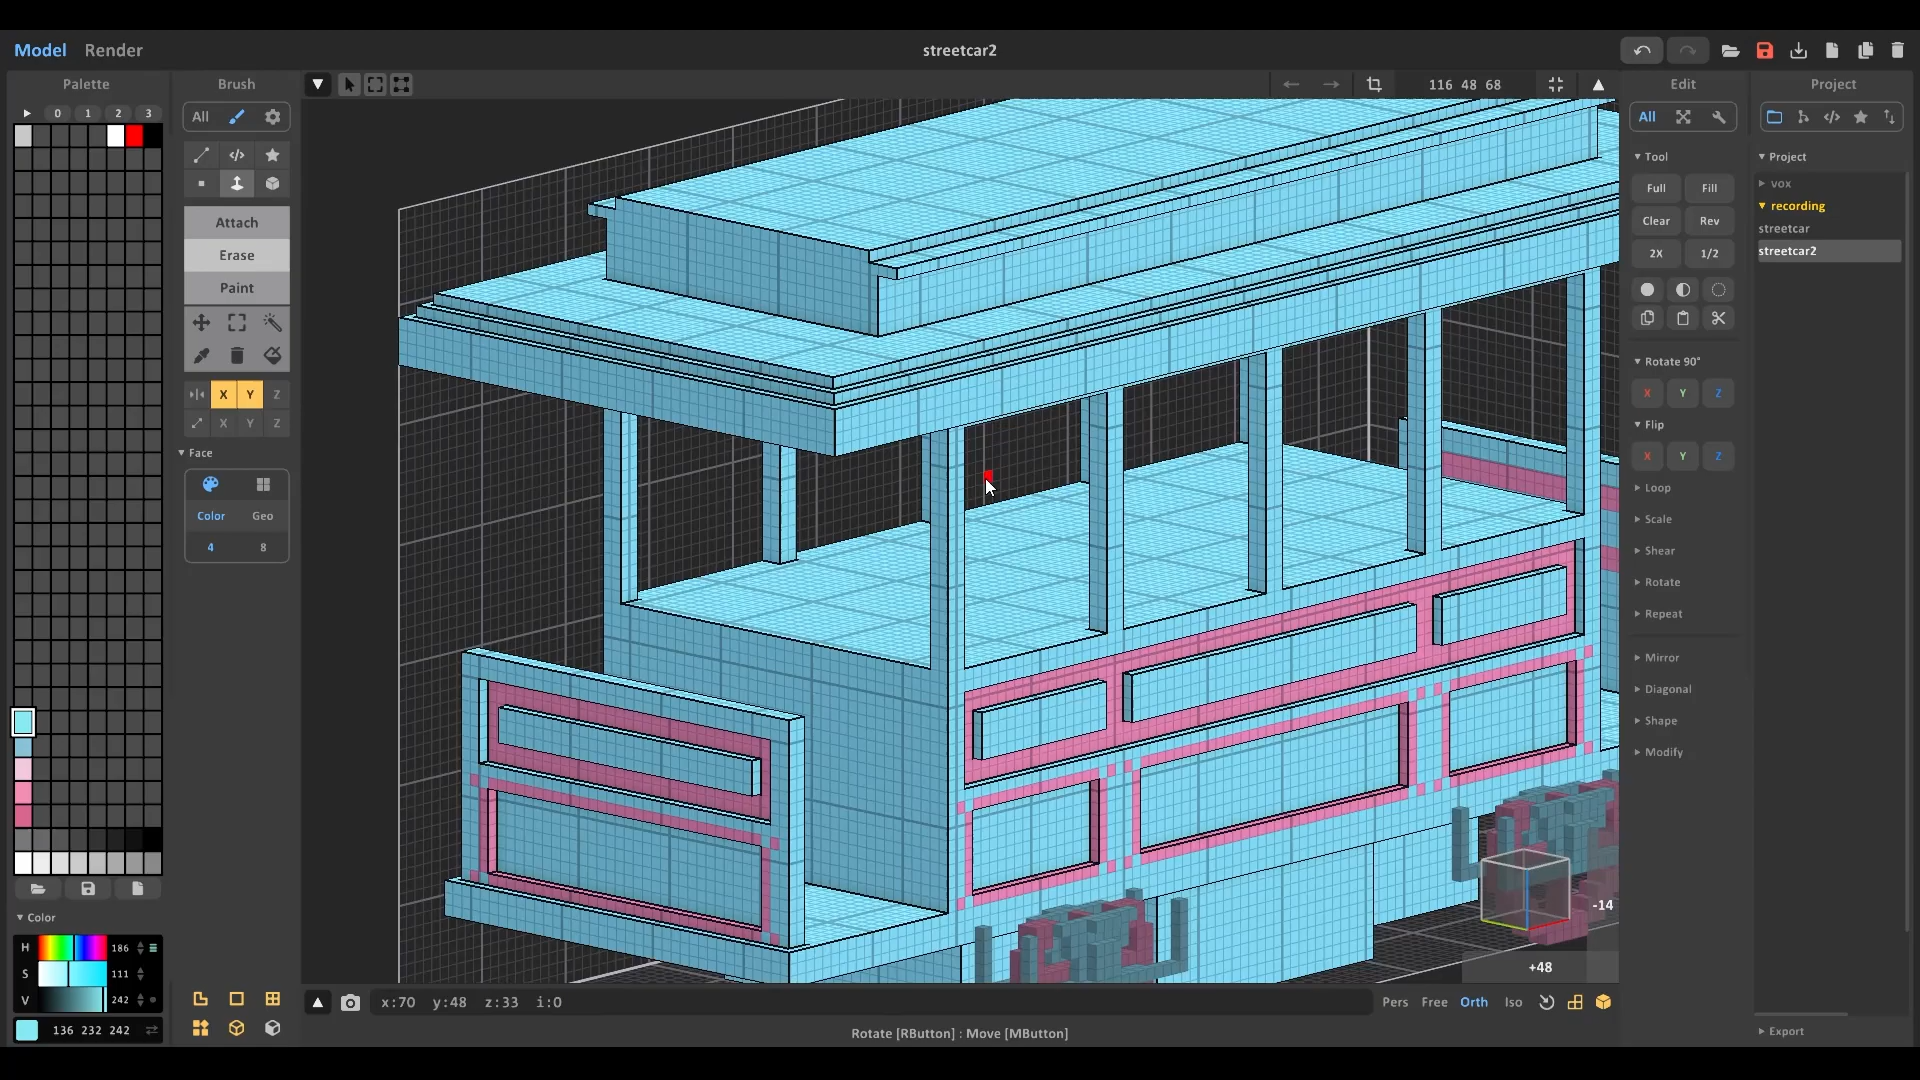 Model Render
streetcar2
Palette
Brush
116 48 68
Edit
Project
0 1 2 3
All
All
Tool
Project
vox
recording
streetcar
streetcar2
Attach
Erase
Paint
Full Fill
Clear Rev
2X 1/2
X Y Z
X Y Z
Face
Color Geo
4 8
Rotate 90°
X Y Z
Flip
X Y Z
Loop
Scale
Shear
Rotate
Repeat
Mirror
Diagonal
Shape
Modify
Color
H 186
S 111
V 242
136 232 242
-14
+48
x:70 y:48 z:33 i:0
Pers Free Orth Iso
Rotate [RButton] : Move [MButton]
Export